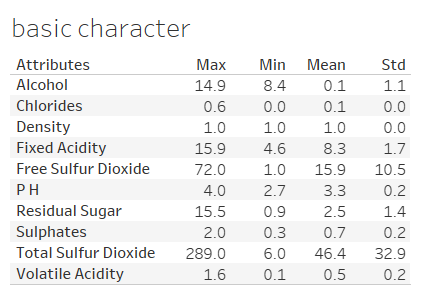 basic character
Attributes Max Min Mean Std
Alcohol 14.9 8.4 0.1 1.1
Chlorides 0.6 0.0 0.1 0.0
Density 1.0 1.0 1.0 0.0
Fixed Acidity 15.9 4.6 8.3 1.7
Free Sulfur Dioxide 72.0 1.0 15.9 10.5
P H 4.0 2.7 3.3 0.2
Residual Sugar 15.5 0.9 2.5 1.4
Sulphates 2.0 0.3 0.7 0.2
Total Sulfur Dioxide 289.0 6.0 46.4 32.9
Volatile Acidity 1.6 0.1 0.5 0.2